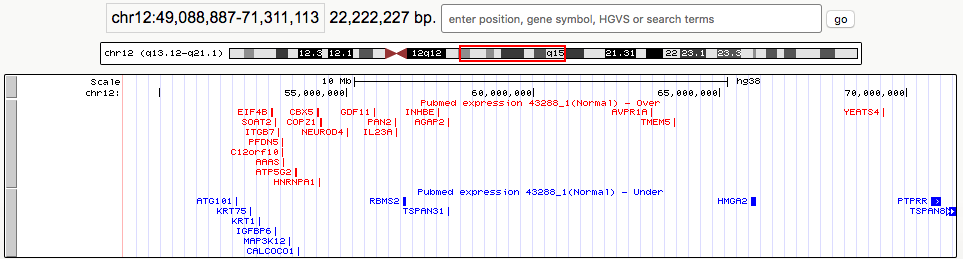 chr12:49,088,887-71,311,113 22,222,227 bp. enter position, gene symbol, HGVS or search terms go
chr12 (q13.12-q21.1) 12.3 12.1 12q12 q15 21.31 22 23.1 23.3
Scale 10 Mb hg38
chr12: 55,000,000 60,000,000 65,000,000 70,000,000
Pubmed expression 43288_1(Normal) - Over
EIF4B CBX5 GDF11 INHBE AVPR1A YEATS4
SOAT2 COPZ1 PAN2 AGAP2 TMEM5
ITGB7 NEUROD4 IL23A
PFDN5
C12orf10
AAAS
ATP5G2
HNRNPA1
Pubmed expression 43288_1(Normal) - Under
ATG101 RBMS2 HMGA2 PTPRR
KRT75 TSPAN31 TSPAN8
KRT1
IGFBP6
MAP3K12
CALCOCO1